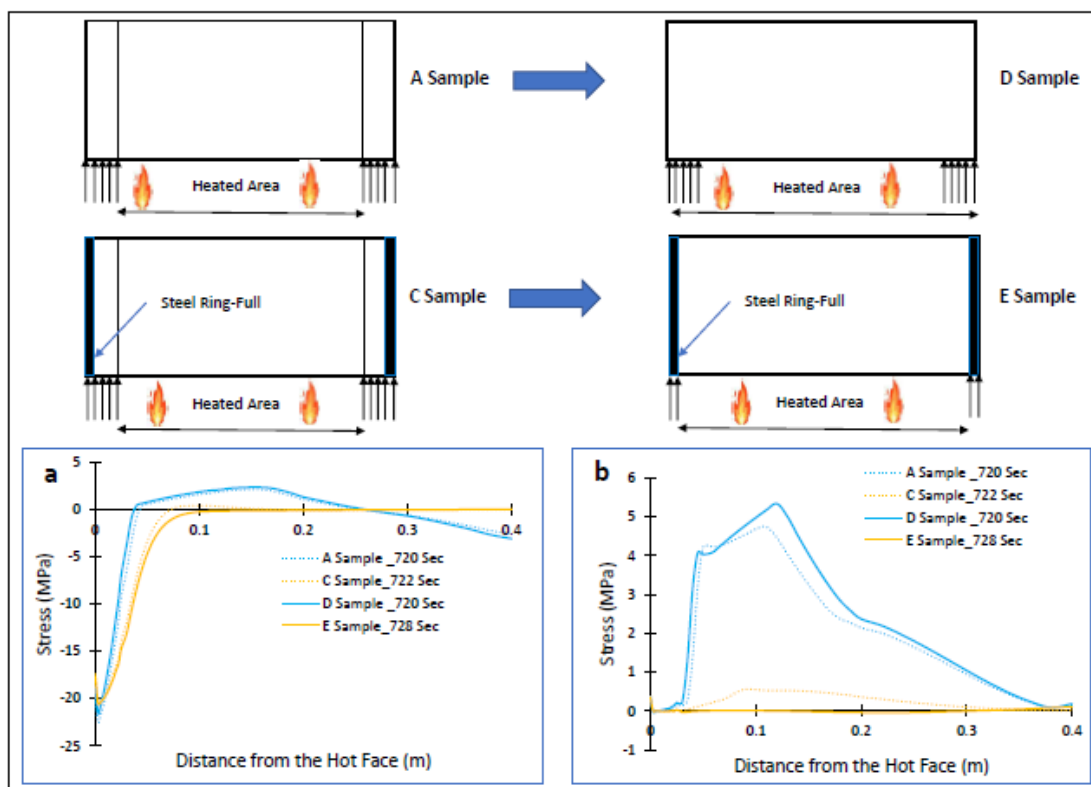 A Sample
D Sample
Heated Area
Heated Area
Steel Ring-Full
C Sample
Steel Ring-Full
E Sample
Heated Area
Heated Area
a
5
0
-5
-10
-15
-20
-25
0
0.1
0.2
0.3
0.4
Stress (MPa)
A Sample _720 Sec
C Sample _722 Sec
D Sample _720 Sec
E Sample_728 Sec
Distance from the Hot Face (m)
b
6
5
4
3
2
1
0
-1
0
0.1
0.2
0.3
0.4
Stress (MPa)
A Sample _720 Sec
C Sample _722 Sec
D Sample _720 Sec
E Sample_728 Sec
Distance from the Hot Face (m)